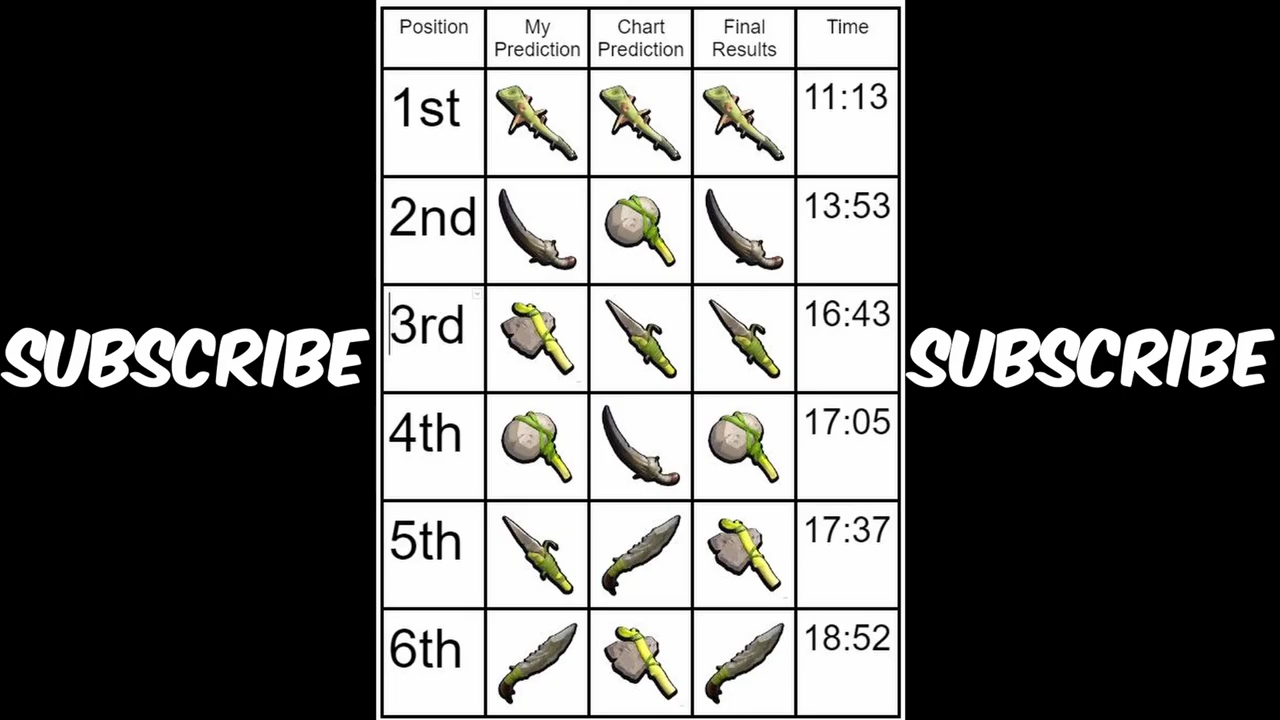 Position
My
Prediction
Chart
Prediction
Final
Results
Time
1st
11:13
2nd
13:53
3rd
16:43
4th
17:05
5th
17:37
6th
18:52
SUBSCRIBE
SUBSCRIBE